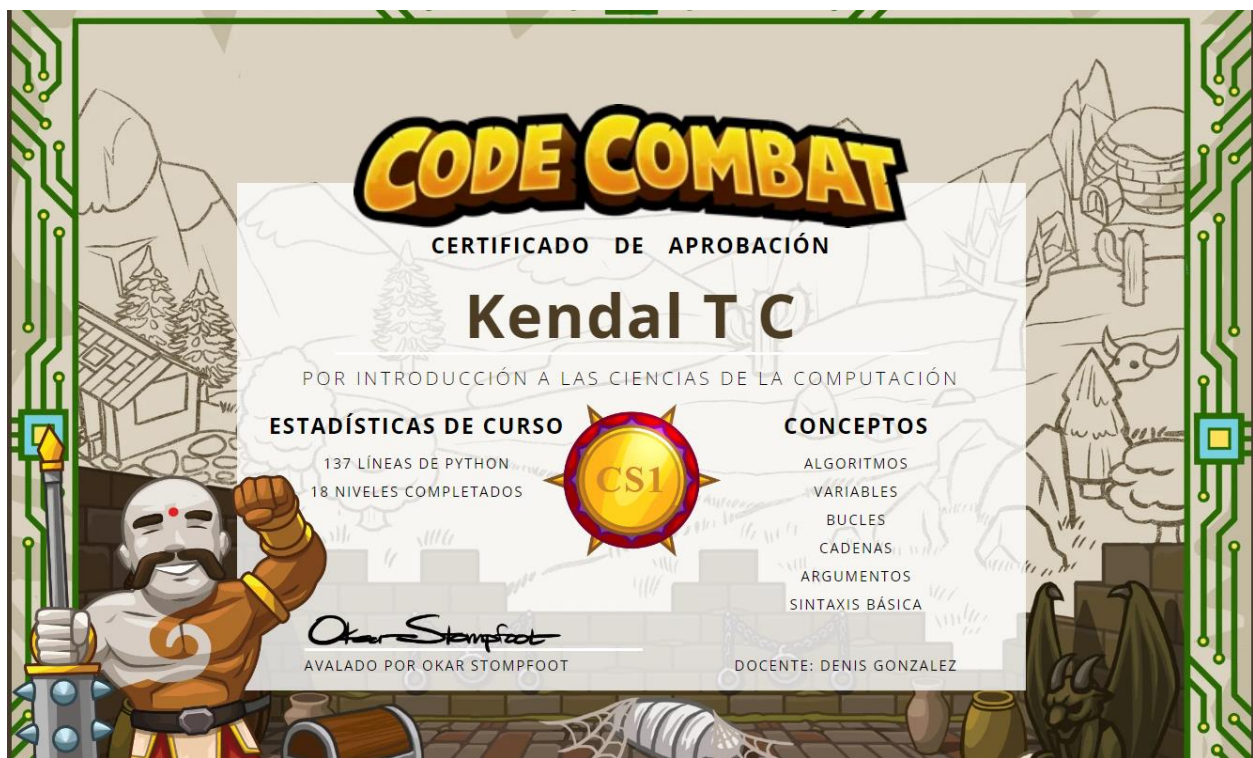 CODE COMBAT
CERTIFICADO DE APROBACIÓN
Kendal T C
POR INTRODUCCIÓN A LAS CIENCIAS DE LA COMPUTACIÓN
ESTADÍSTICAS DE CURSO
137 LÍNEAS DE PYTHON
18 NIVELES COMPLETADOS
CS1
CONCEPTOS
ALGORITMOS
VARIABLES
BUCLES
CADENAS
ARGUMENTOS
SINTAXIS BÁSICA
Okar Stompfoot
AVALADO POR OKAR STOMPFOOT
DOCENTE: DENIS GONZALEZ